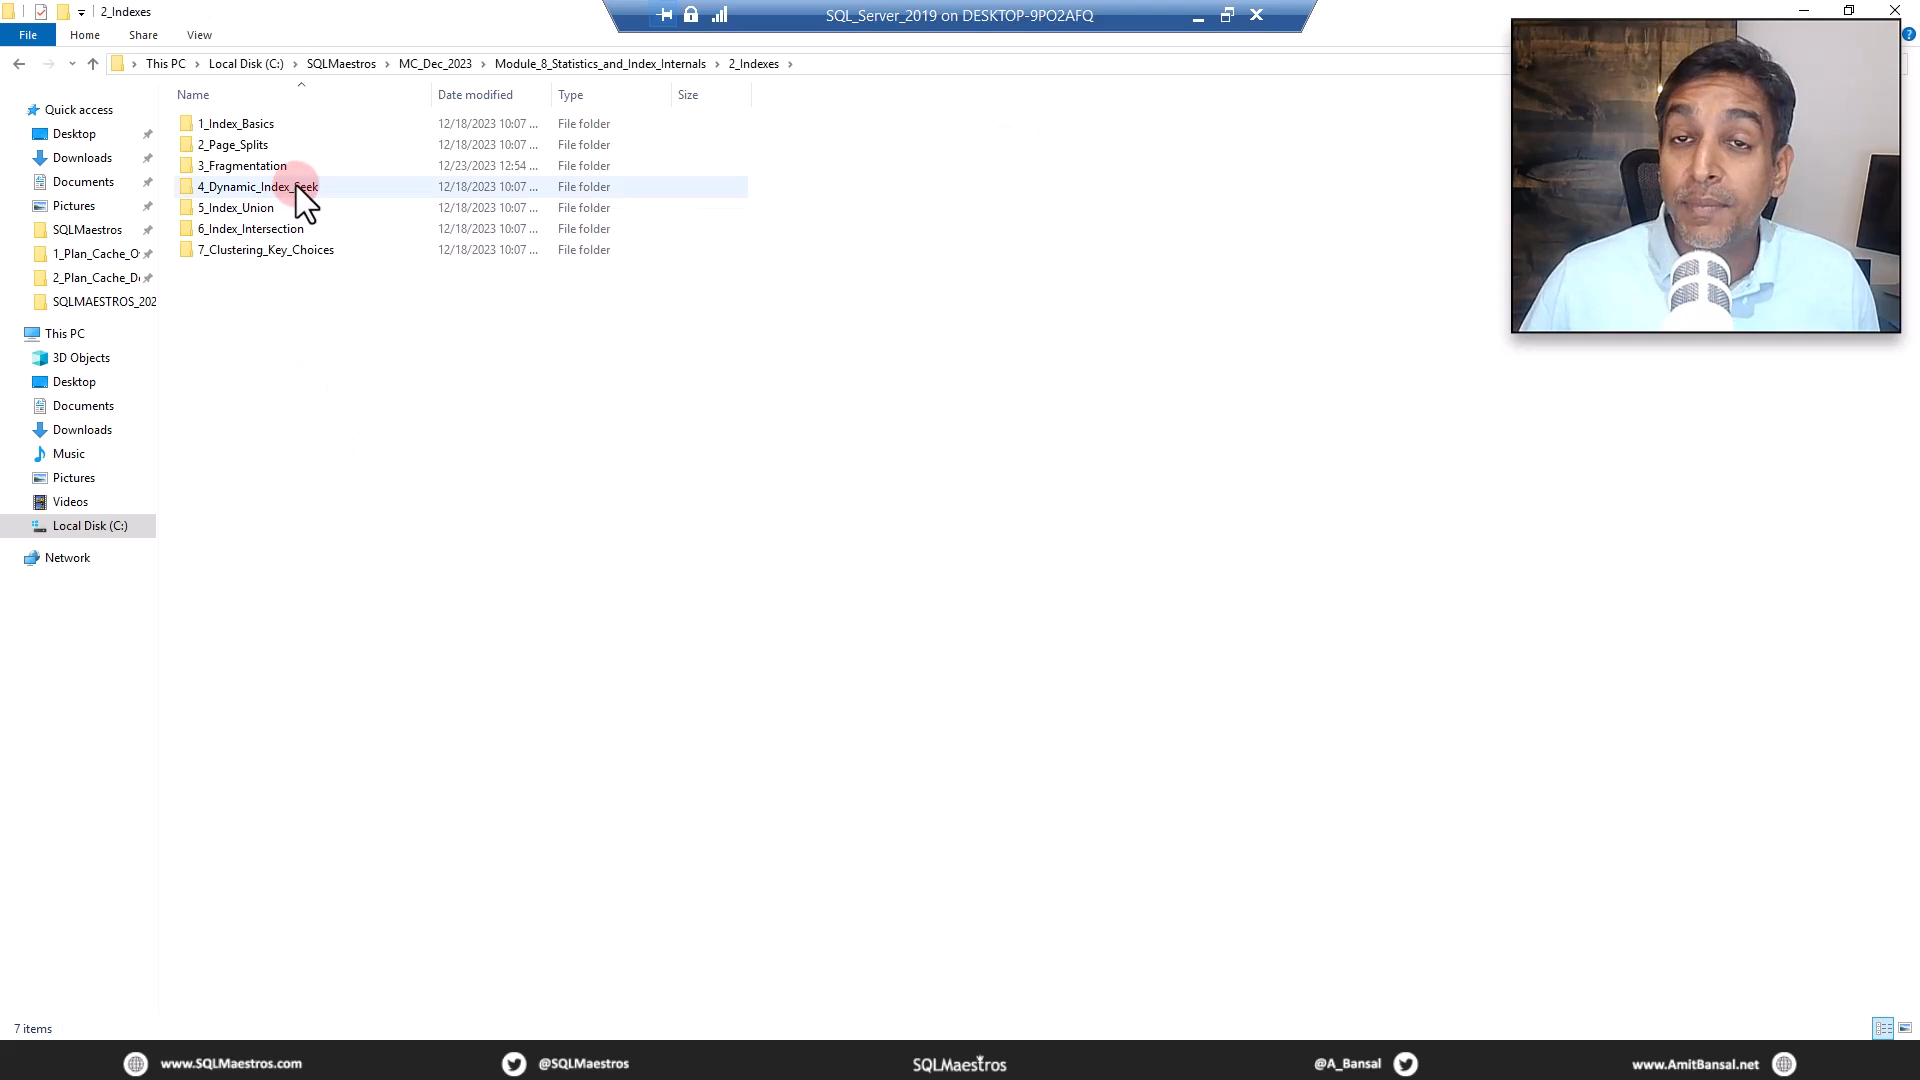 2_Indexes
SQL_Server_2019 on DESKTOP-9PO2AFQ
File Home Share View
This PC Local Disk (C:) SQLMaestros MC_Dec_2023 Module_8_Statistics_and_Index_Internals 2_Indexes
Name Date modified Type Size
1_Index_Basics 12/18/2023 10:07 ... File folder
2_Page_Splits 12/18/2023 10:07 ... File folder
3_Fragmentation 12/23/2023 12:54 ... File folder
4_Dynamic_Index_Seek 12/18/2023 10:07 ... File folder
5_Index_Union 12/18/2023 10:07 ... File folder
6_Index_Intersection 12/18/2023 10:07 ... File folder
7_Clustering_Key_Choices 12/18/2023 10:07 ... File folder
Quick access
Desktop
Downloads
Documents
Pictures
SQLMaestros
1_Plan_Cache_O
2_Plan_Cache_D
SQLMAESTROS_202
This PC
3D Objects
Desktop
Documents
Downloads
Music
Pictures
Videos
Local Disk (C:)
Network
7 items
www.SQLMaestros.com @SQLMaestros SQLMaestros @A_Bansal www.AmitBansal.net